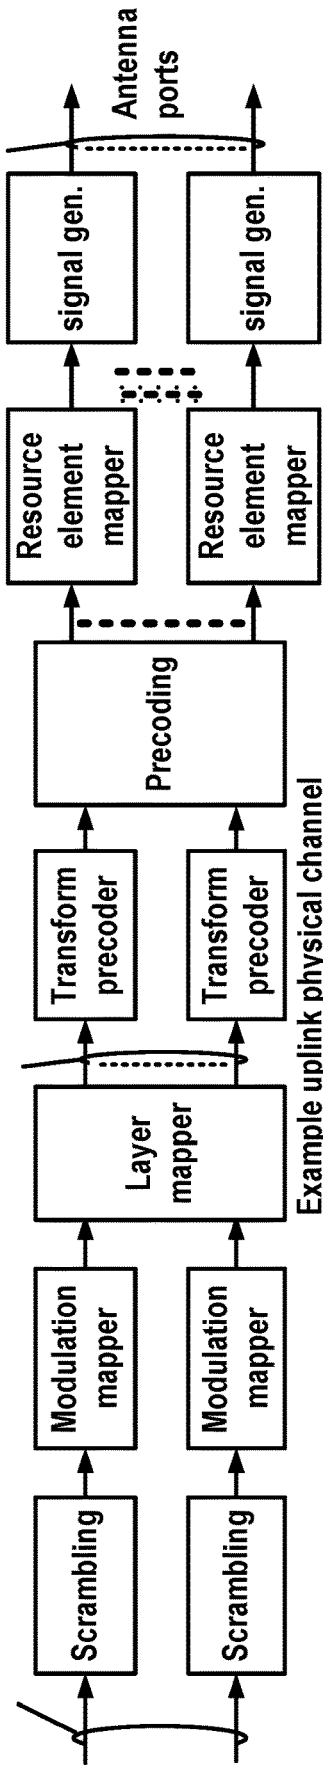 Scrambling
Scrambling
Modulation
mapper
Modulation
mapper
Layer
mapper
Transform
precoder
Transform
precoder
Precoding
Resource
element
mapper
Resource
element
mapper
signal gen.
signal gen.
Antenna
ports
Example uplink physical channel